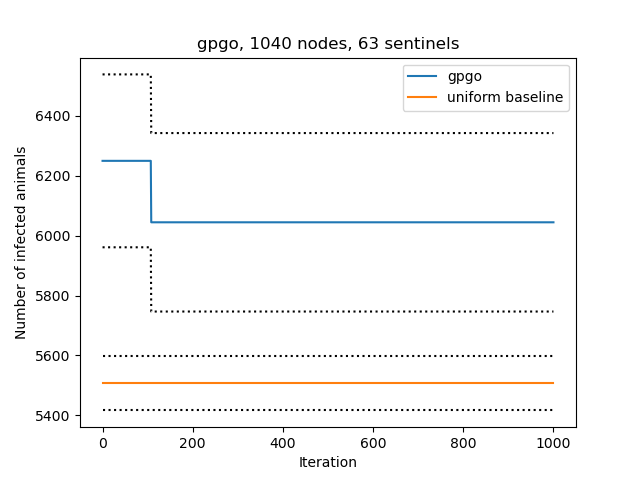 gpgo, 1040 nodes, 63 sentinels
gpgo
uniform baseline
Number of infected animals
6400
6200
6000
5800
5600
5400
0 200 400 600 800 1000
Iteration